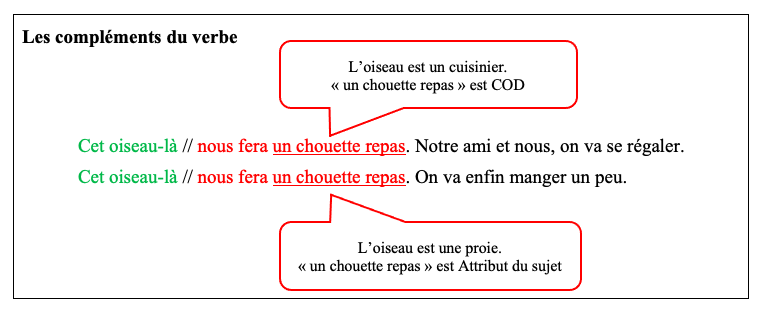 Les compléments du verbe
L’oiseau est un cuisinier.
« un chouette repas » est COD
Cet oiseau-là // nous fera un chouette repas. Notre ami et nous, on va se régaler.
Cet oiseau-là // nous fera un chouette repas. On va enfin manger un peu.
L’oiseau est une proie.
« un chouette repas » est Attribut du sujet